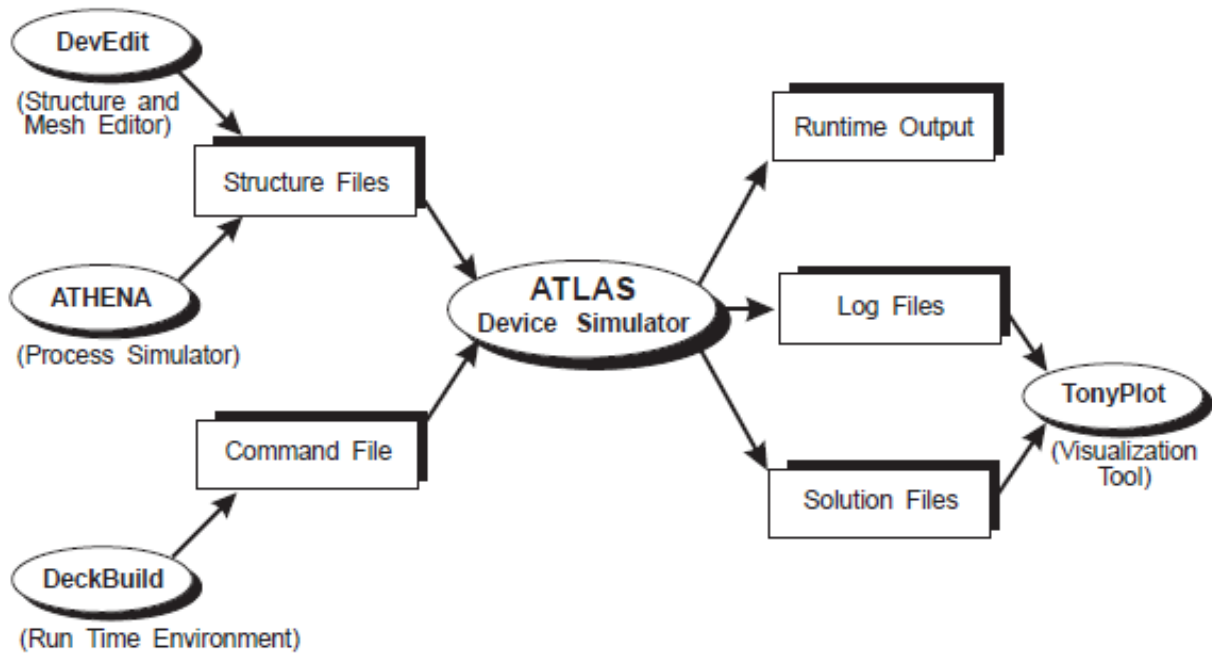 DevEdit
(Structure and
Mesh Editor)
Structure Files
ATHENA
(Process Simulator)
Command File
DeckBuild
(Run Time Environment)
ATLAS
Device Simulator
Runtime Output
Log Files
Solution Files
TonyPlot
(Visualization
Tool)